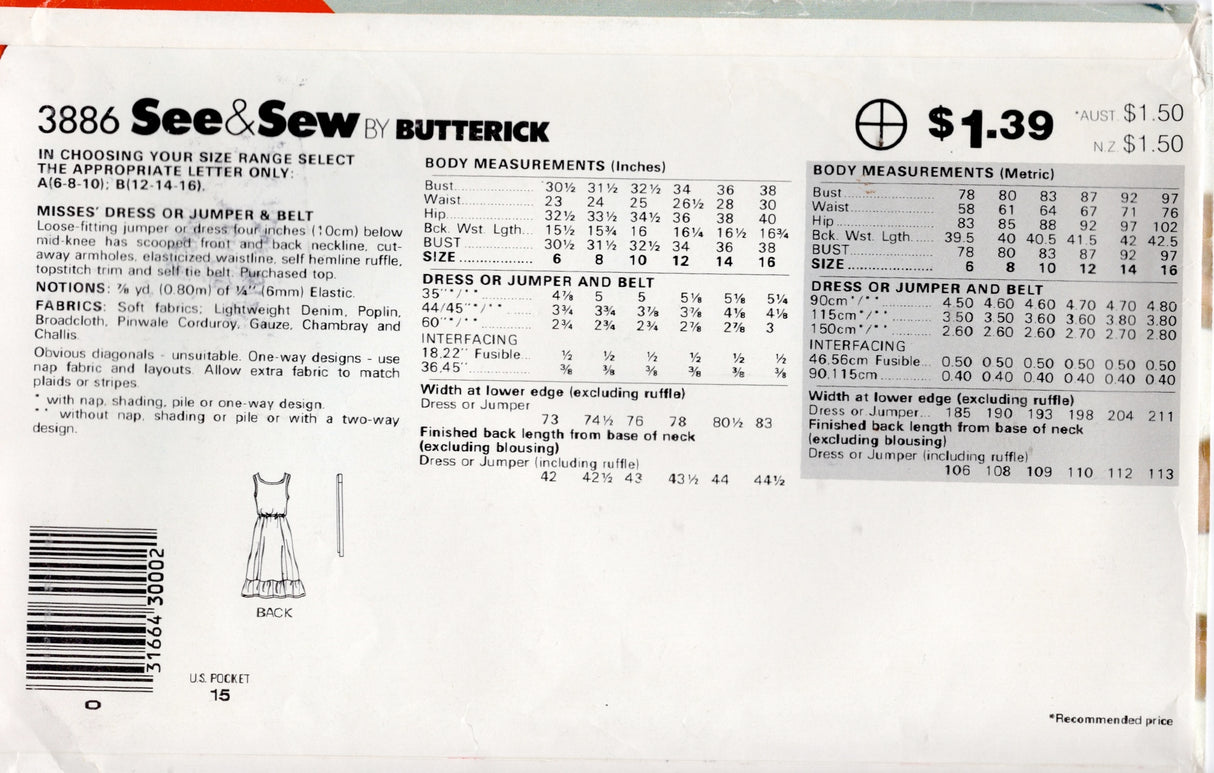 3886 See&Sew BY BUTTERICK
$1.39
*AUST. $1.50
N.Z. $1.50
IN CHOOSING YOUR SIZE RANGE SELECT
THE APPROPRIATE LETTER ONLY:
A(6-8-10); B(12-14-16).
MISSES' DRESS OR JUMPER & BELT
Loose-fitting jumper or dress four inches (10cm) below
mid-knee has scooped front and back neckline, cut-
away armholes, elasticized waistline, self hemline ruffle,
topstitch trim and self tie belt. Purchased top.
NOTIONS: 7/8 yd. (0.80m) of ¼" (6mm) Elastic.
FABRICS: Soft fabrics; Lightweight Denim, Poplin,
Broadcloth, Pinwale Corduroy, Gauze, Chambray and
Challis.
Obvious diagonals - unsuitable. One-way designs - use
nap fabric and layouts. Allow extra fabric to match
plaids or stripes.
* with nap, shading, pile or one-way design.
** without nap, shading or pile or with a two-way
design.
BODY MEASUREMENTS (Inches)
Bust.................. 30½ 31½ 32½ 34 36 38
Waist................. 23 24 25 26½ 28 30
Hip................... 32½ 33½ 34½ 36 38 40
Bck. Wst. Lgth... 15½ 15¾ 16 16¼ 16½ 16¾
BUST................ 30½ 31½ 32½ 34 36 38
SIZE.................. 6 8 10 12 14 16
DRESS OR JUMPER AND BELT
35"*/** ............ 4⅞ 5 5 5⅛ 5⅛ 5¼
44/45"*/** ........ 3¾ 3¾ 3⅞ 3⅞ 4⅛ 4⅛
60"*/** ............ 2¾ 2¾ 2¾ 2⅞ 2⅞ 3
INTERFACING
18.22" Fusible... ½ ½ ½ ½ ½ ½
36.45" ............... ⅜ ⅜ ⅜ ⅜ ⅜ ⅜
Width at lower edge (excluding ruffle)
Dress or Jumper
73 74½ 76 78 80½ 83
Finished back length from base of neck
(excluding blousing)
Dress or Jumper (including ruffle)
42 42½ 43 43½ 44 44½
BODY MEASUREMENTS (Metric)
Bust.................. 78 80 83 87 92 97
Waist................. 58 61 64 67 71 76
Hip................... 83 85 88 92 97 102
Bck. Wst. Lgth..... 39.5 40 40.5 41.5 42 42.5
BUST................ 78 80 83 87 92 97
SIZE.................. 6 8 10 12 14 16
DRESS OR JUMPER AND BELT
90cm*/** ........... 4.50 4.60 4.60 4.70 4.70 4.80
115cm*/** .......... 3.50 3.50 3.60 3.60 3.80 3.80
150cm*/** .......... 2.60 2.60 2.60 2.70 2.70 2.80
INTERFACING
46.56cm Fusible... 0.50 0.50 0.50 0.50 0.50 0.50
90.115cm ............ 0.40 0.40 0.40 0.40 0.40 0.40
Width at lower edge (excluding ruffle)
Dress or Jumper... 185 190 193 198 204 211
Finished back length from base of neck
(excluding blousing)
Dress or Jumper (including ruffle)
106 108 109 110 112 113
BACK
31664 30002
0
U.S. POCKET
15
*Recommended price